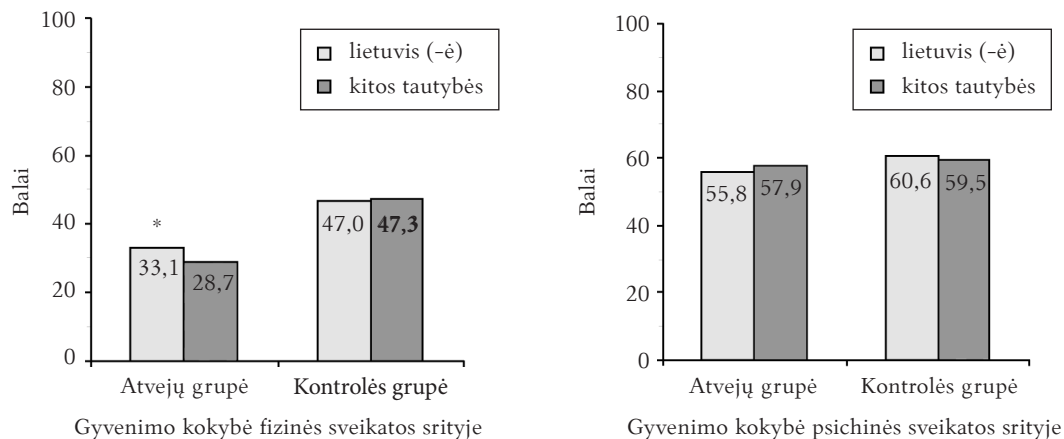 100
80
60
40
20
0
Balai
lietuvis (-ė)
kitos tautybės
*
33,1
28,7
47,0
47,3
Atvejų grupė
Kontrolės grupė
Gyvenimo kokybė fizinės sveikatos srityje
100
80
60
40
20
0
Balai
lietuvis (-ė)
kitos tautybės
55,8
57,9
60,6
59,5
Atvejų grupė
Kontrolės grupė
Gyvenimo kokybė psichinės sveikatos srityje